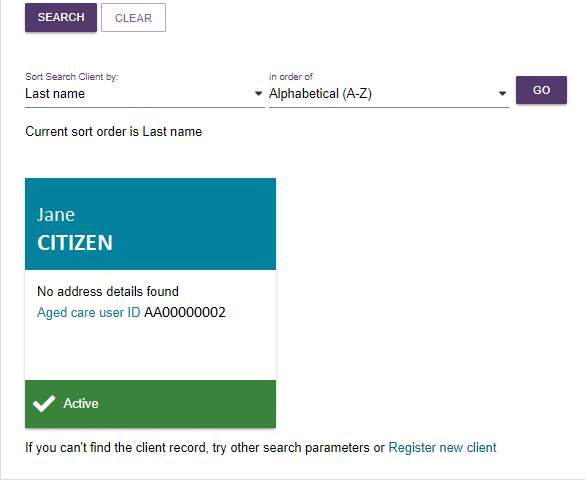 SEARCH CLEAR
Sort Search Client by: in order of
Last name Alphabetical (A-Z) GO
Current sort order is Last name
Jane
CITIZEN
No address details found
Aged care user ID AA00000002
Active
If you can't find the client record, try other search parameters or Register new client